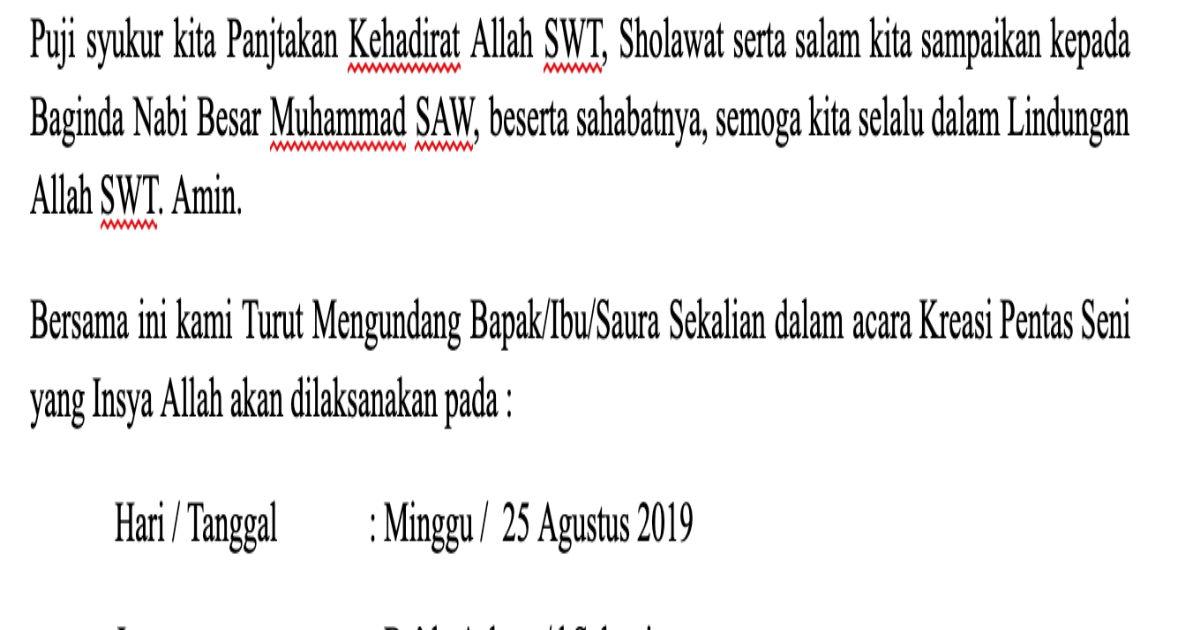 Puji syukur kita Panjtakan Kehadirat Allah SWT, Sholawat serta salam kita sampaikan kepada
Baginda Nabi Besar Muhammad SAW, beserta sahabatnya, semoga kita selalu dalam Lindungan
Allah SWT. Amin.
Bersama ini kami Turut Mengundang Bapak/Ibu/Saura Sekalian dalam acara Kreasi Pentas Seni
yang Insya Allah akan dilaksanakan pada :
Hari / Tanggal : Minggu / 25 Agustus 2019